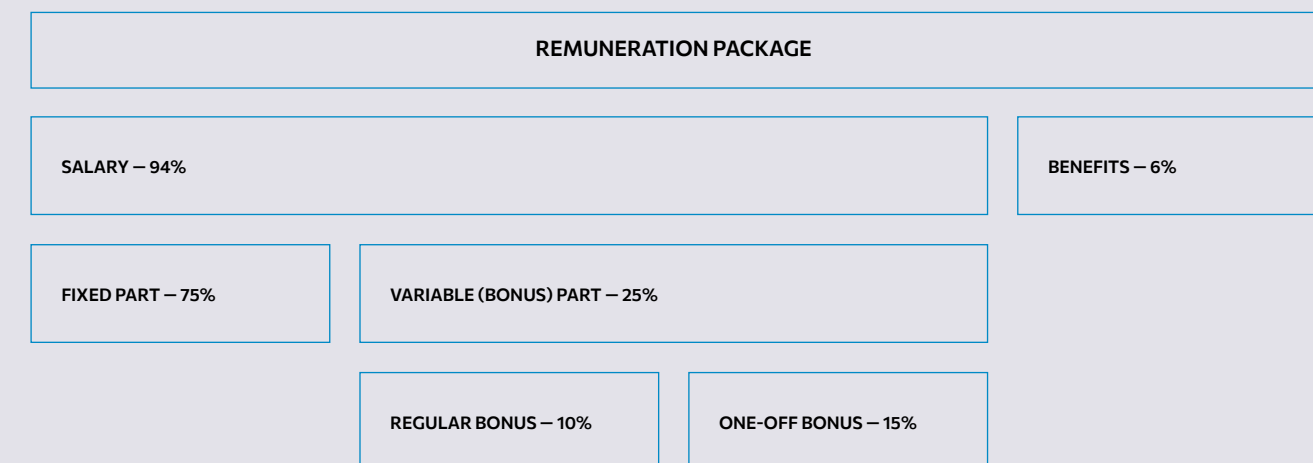 REMUNERATION PACKAGE
SALARY — 94%
BENEFITS — 6%
FIXED PART — 75%
VARIABLE (BONUS) PART — 25%
REGULAR BONUS — 10%
ONE-OFF BONUS — 15%